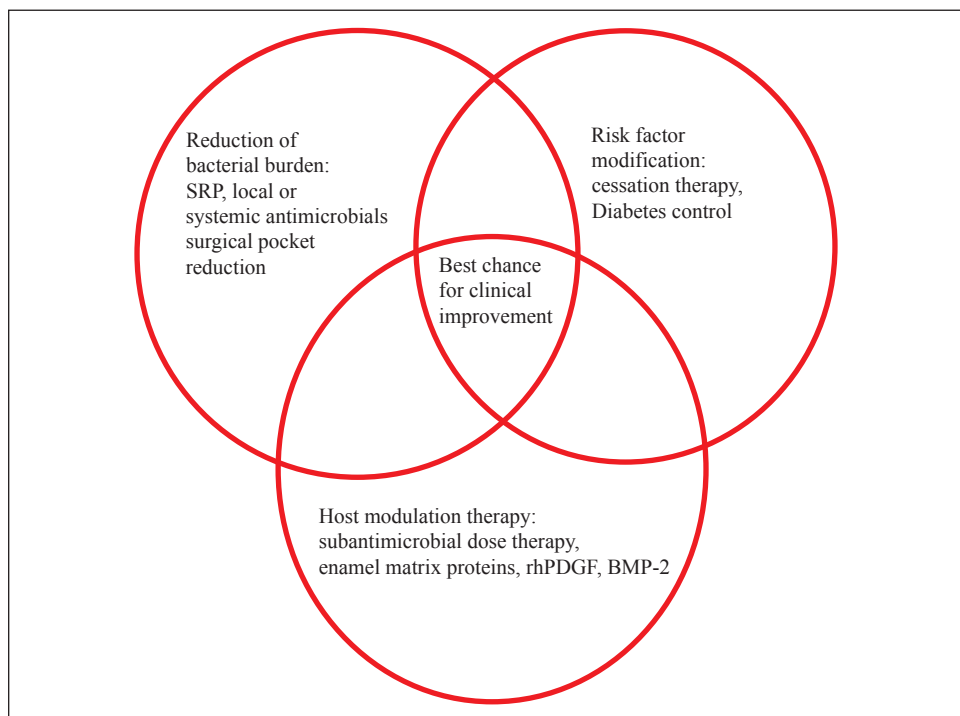 Reduction of
bacterial burden:
SRP, local or
systemic antimicrobials
surgical pocket
reduction
Risk factor
modification:
cessation therapy,
Diabetes control
Best chance
for clinical
improvement
Host modulation therapy:
subantimicrobial dose therapy,
enamel matrix proteins, rhPDGF, BMP-2